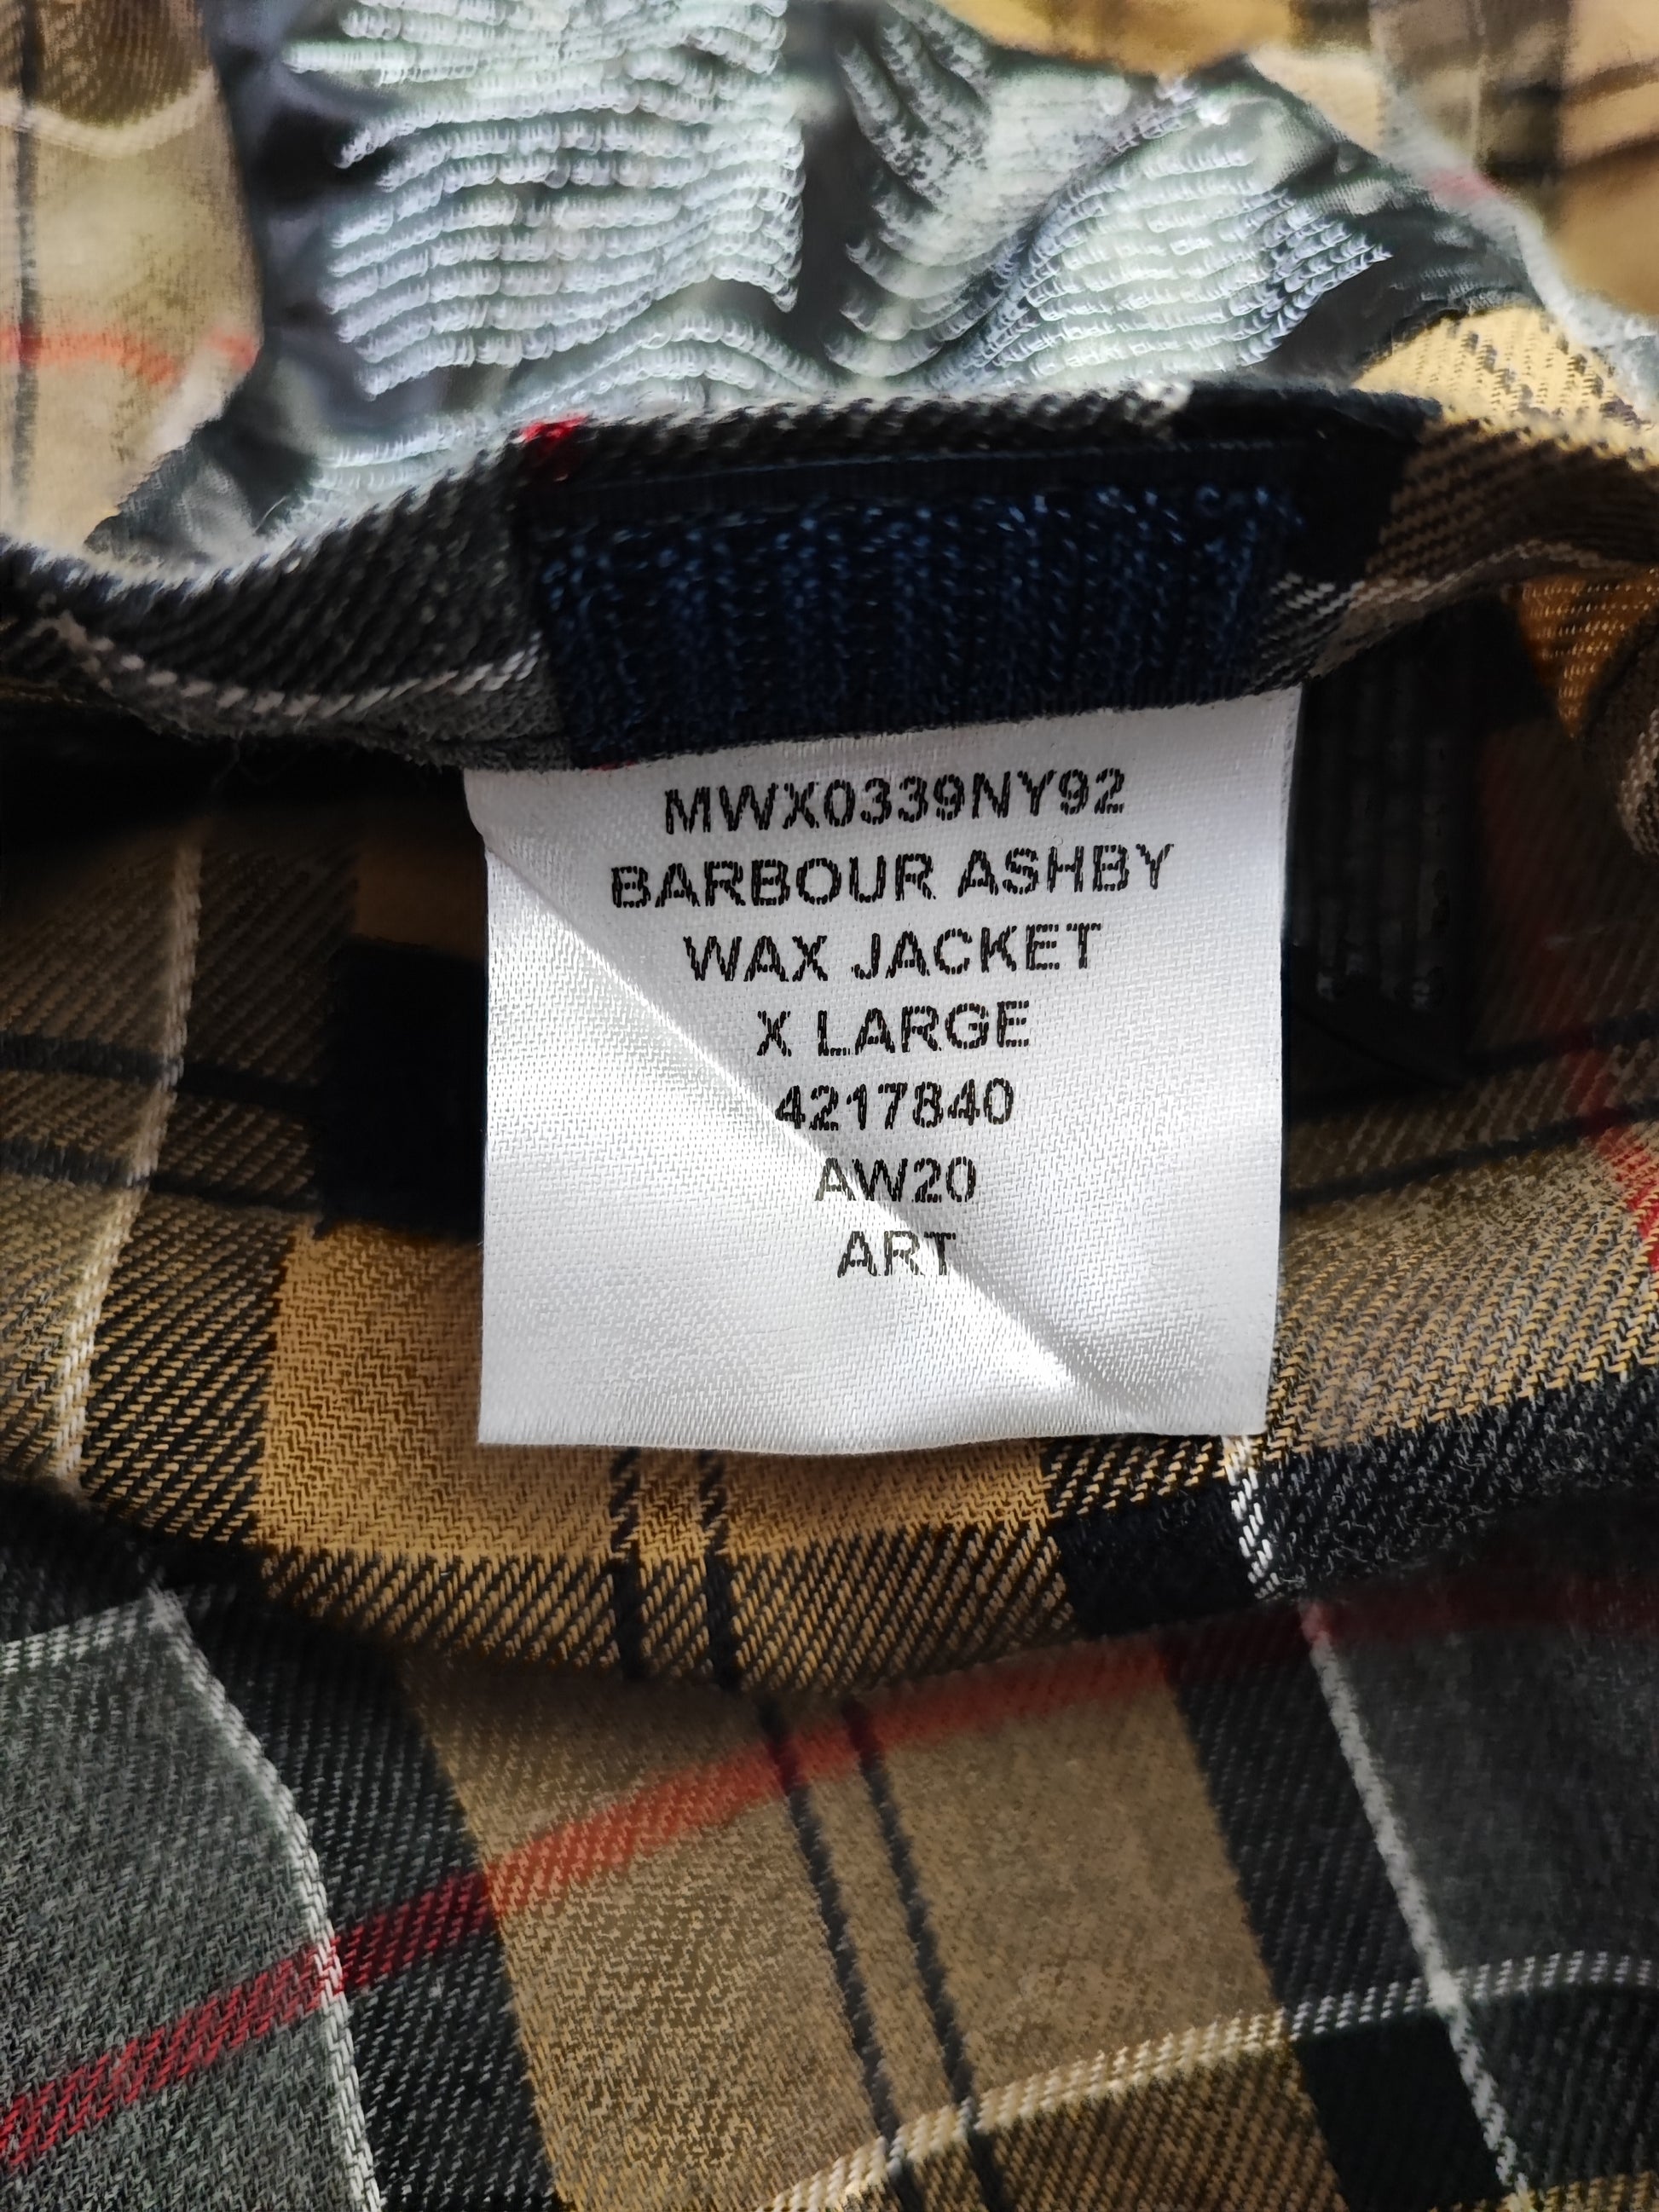 MWX0339NY92
BARBOUR ASHBY
WAX JACKET
X LARGE
4217840
AW20
ART